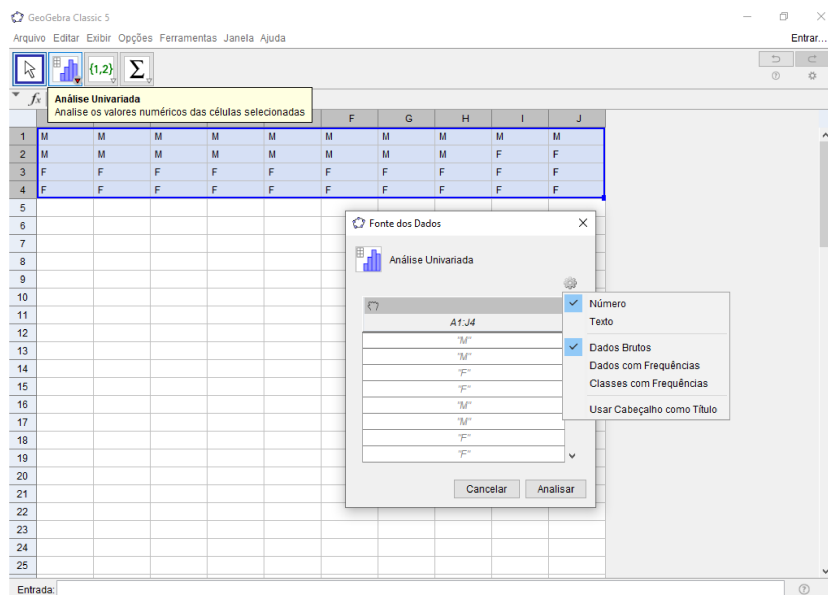 GeoGebra Classic 5
Arquivo Editar Exibir Opções Ferramentas Janela Ajuda
Entrar...
{1,2} Σ
fx
Análise Univariada
Analise os valores numéricos das células selecionadas
F G H I J
1 M M M M M M M M M M
2 M M M M M M M M F F
3 F F F F F F F F F F
4 F F F F F F F F F F
5
6
7
8
9
10
11
12
13
14
15
16
17
18
19
20
21
22
23
24
25
Fonte dos Dados
Análise Univariada
A1:J4
"M"
"M"
"F"
"F"
"M"
"M"
"F"
"F"
Cancelar Analisar
Número
Texto
Dados Brutos
Dados com Frequências
Classes com Frequências
Usar Cabeçalho como Título
Entrada: